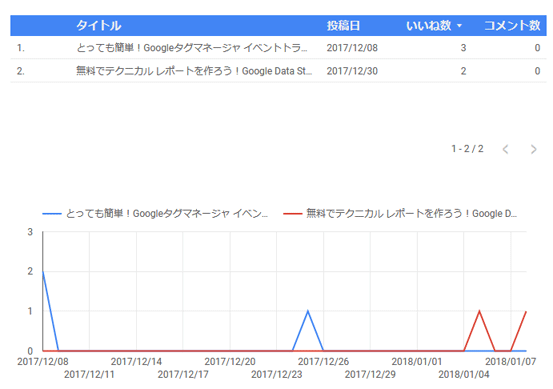 タイトル 投稿日 いいね数 コメント数
1. とっても簡単！Googleタグマネージャ イベントトラ... 2017/12/08 3 0
2. 無料でテクニカル レポートを作ろう！Google Data St... 2017/12/30 2 0
1 - 2 / 2
とっても簡単！Googleタグマネージャ イベン... 無料でテクニカル レポートを作ろう！Google D...
3
2
1
0
2017/12/08 2017/12/14 2017/12/20 2017/12/26 2018/01/01 2018/01/07
2017/12/11 2017/12/17 2017/12/23 2017/12/29 2018/01/04